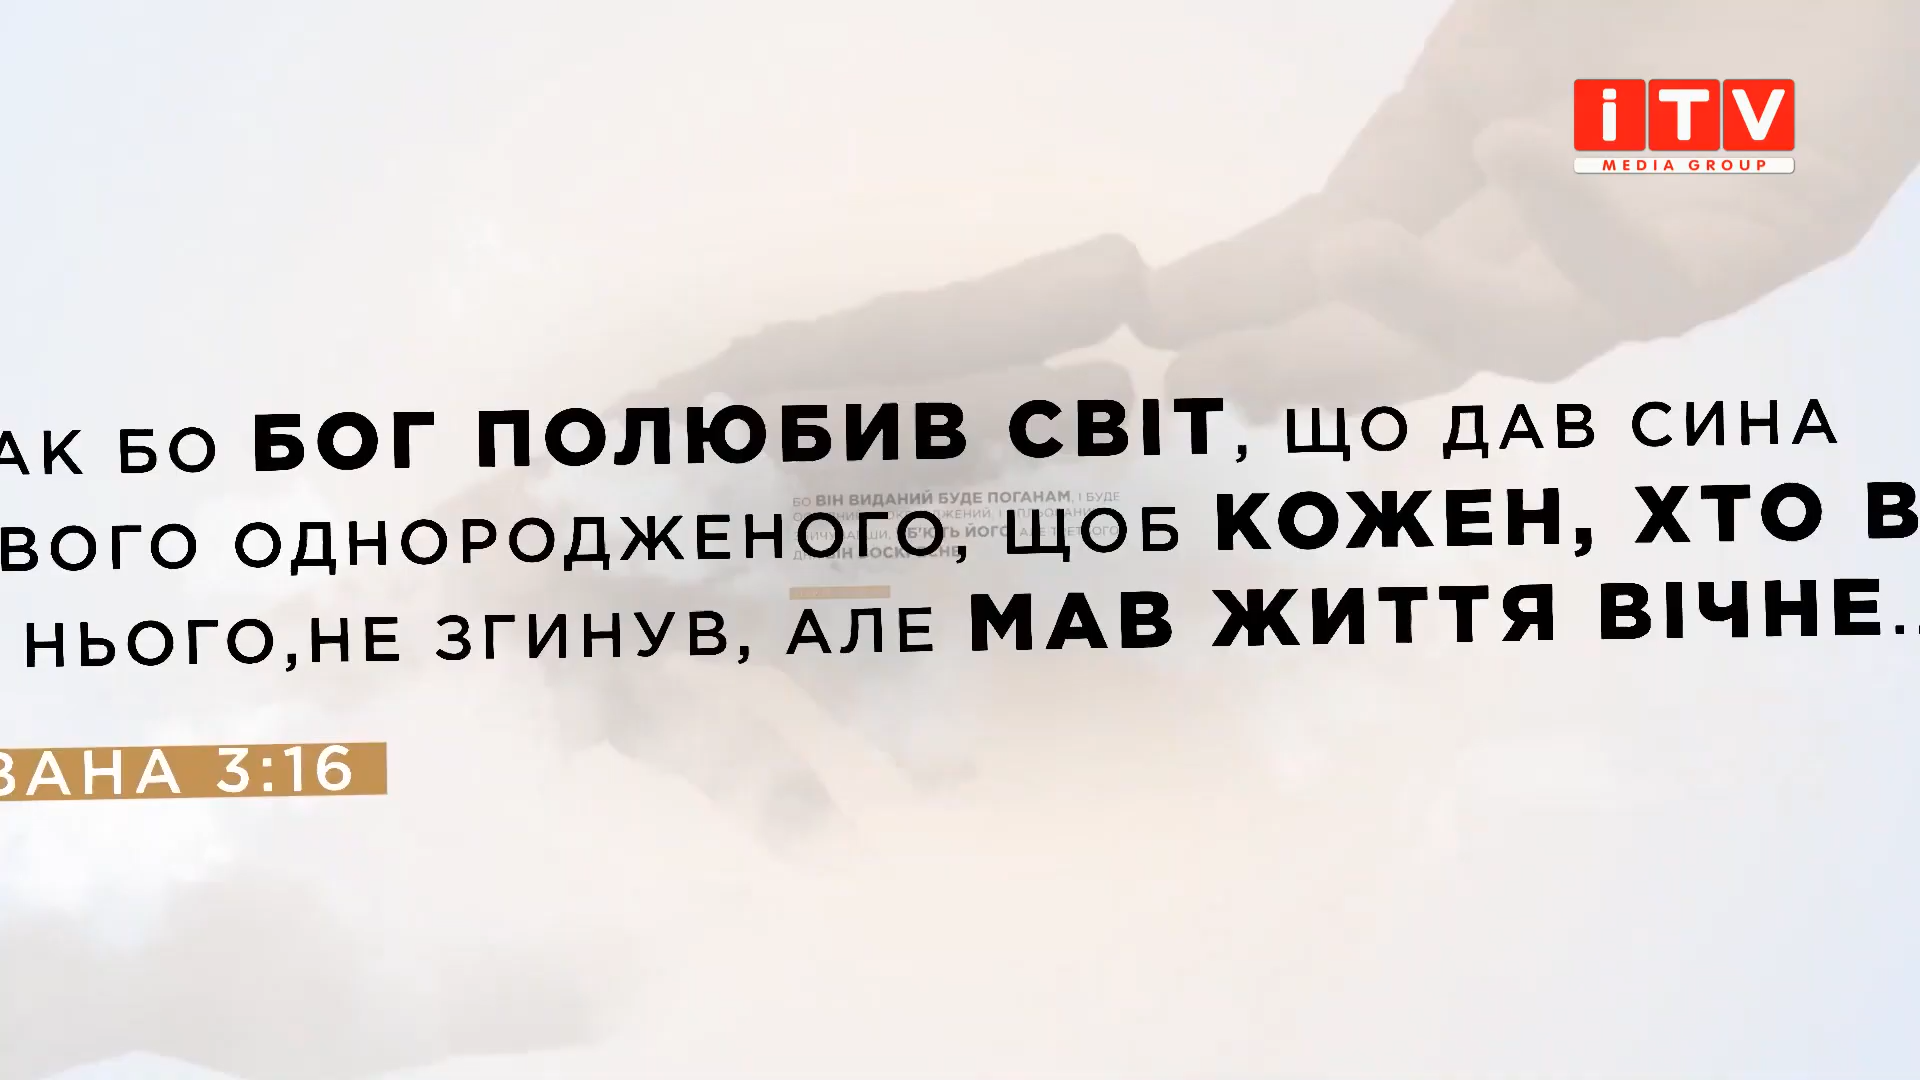 iTV
MEDIA GROUP
АК БО БОГ ПОЛЮБИВ СВІТ, ЩО ДАВ СИНА
ВОГО ОДНОРОДЖЕНОГО, ЩОБ КОЖЕН, ХТО В
НЬОГО,НЕ ЗГИНУВ, АЛЕ МАВ ЖИТТЯ ВІЧНЕ..
ВАНА 3:16
БО ВІН ВИДАНИЙ БУДЕ ПОГАНАМ, І БУДЕ